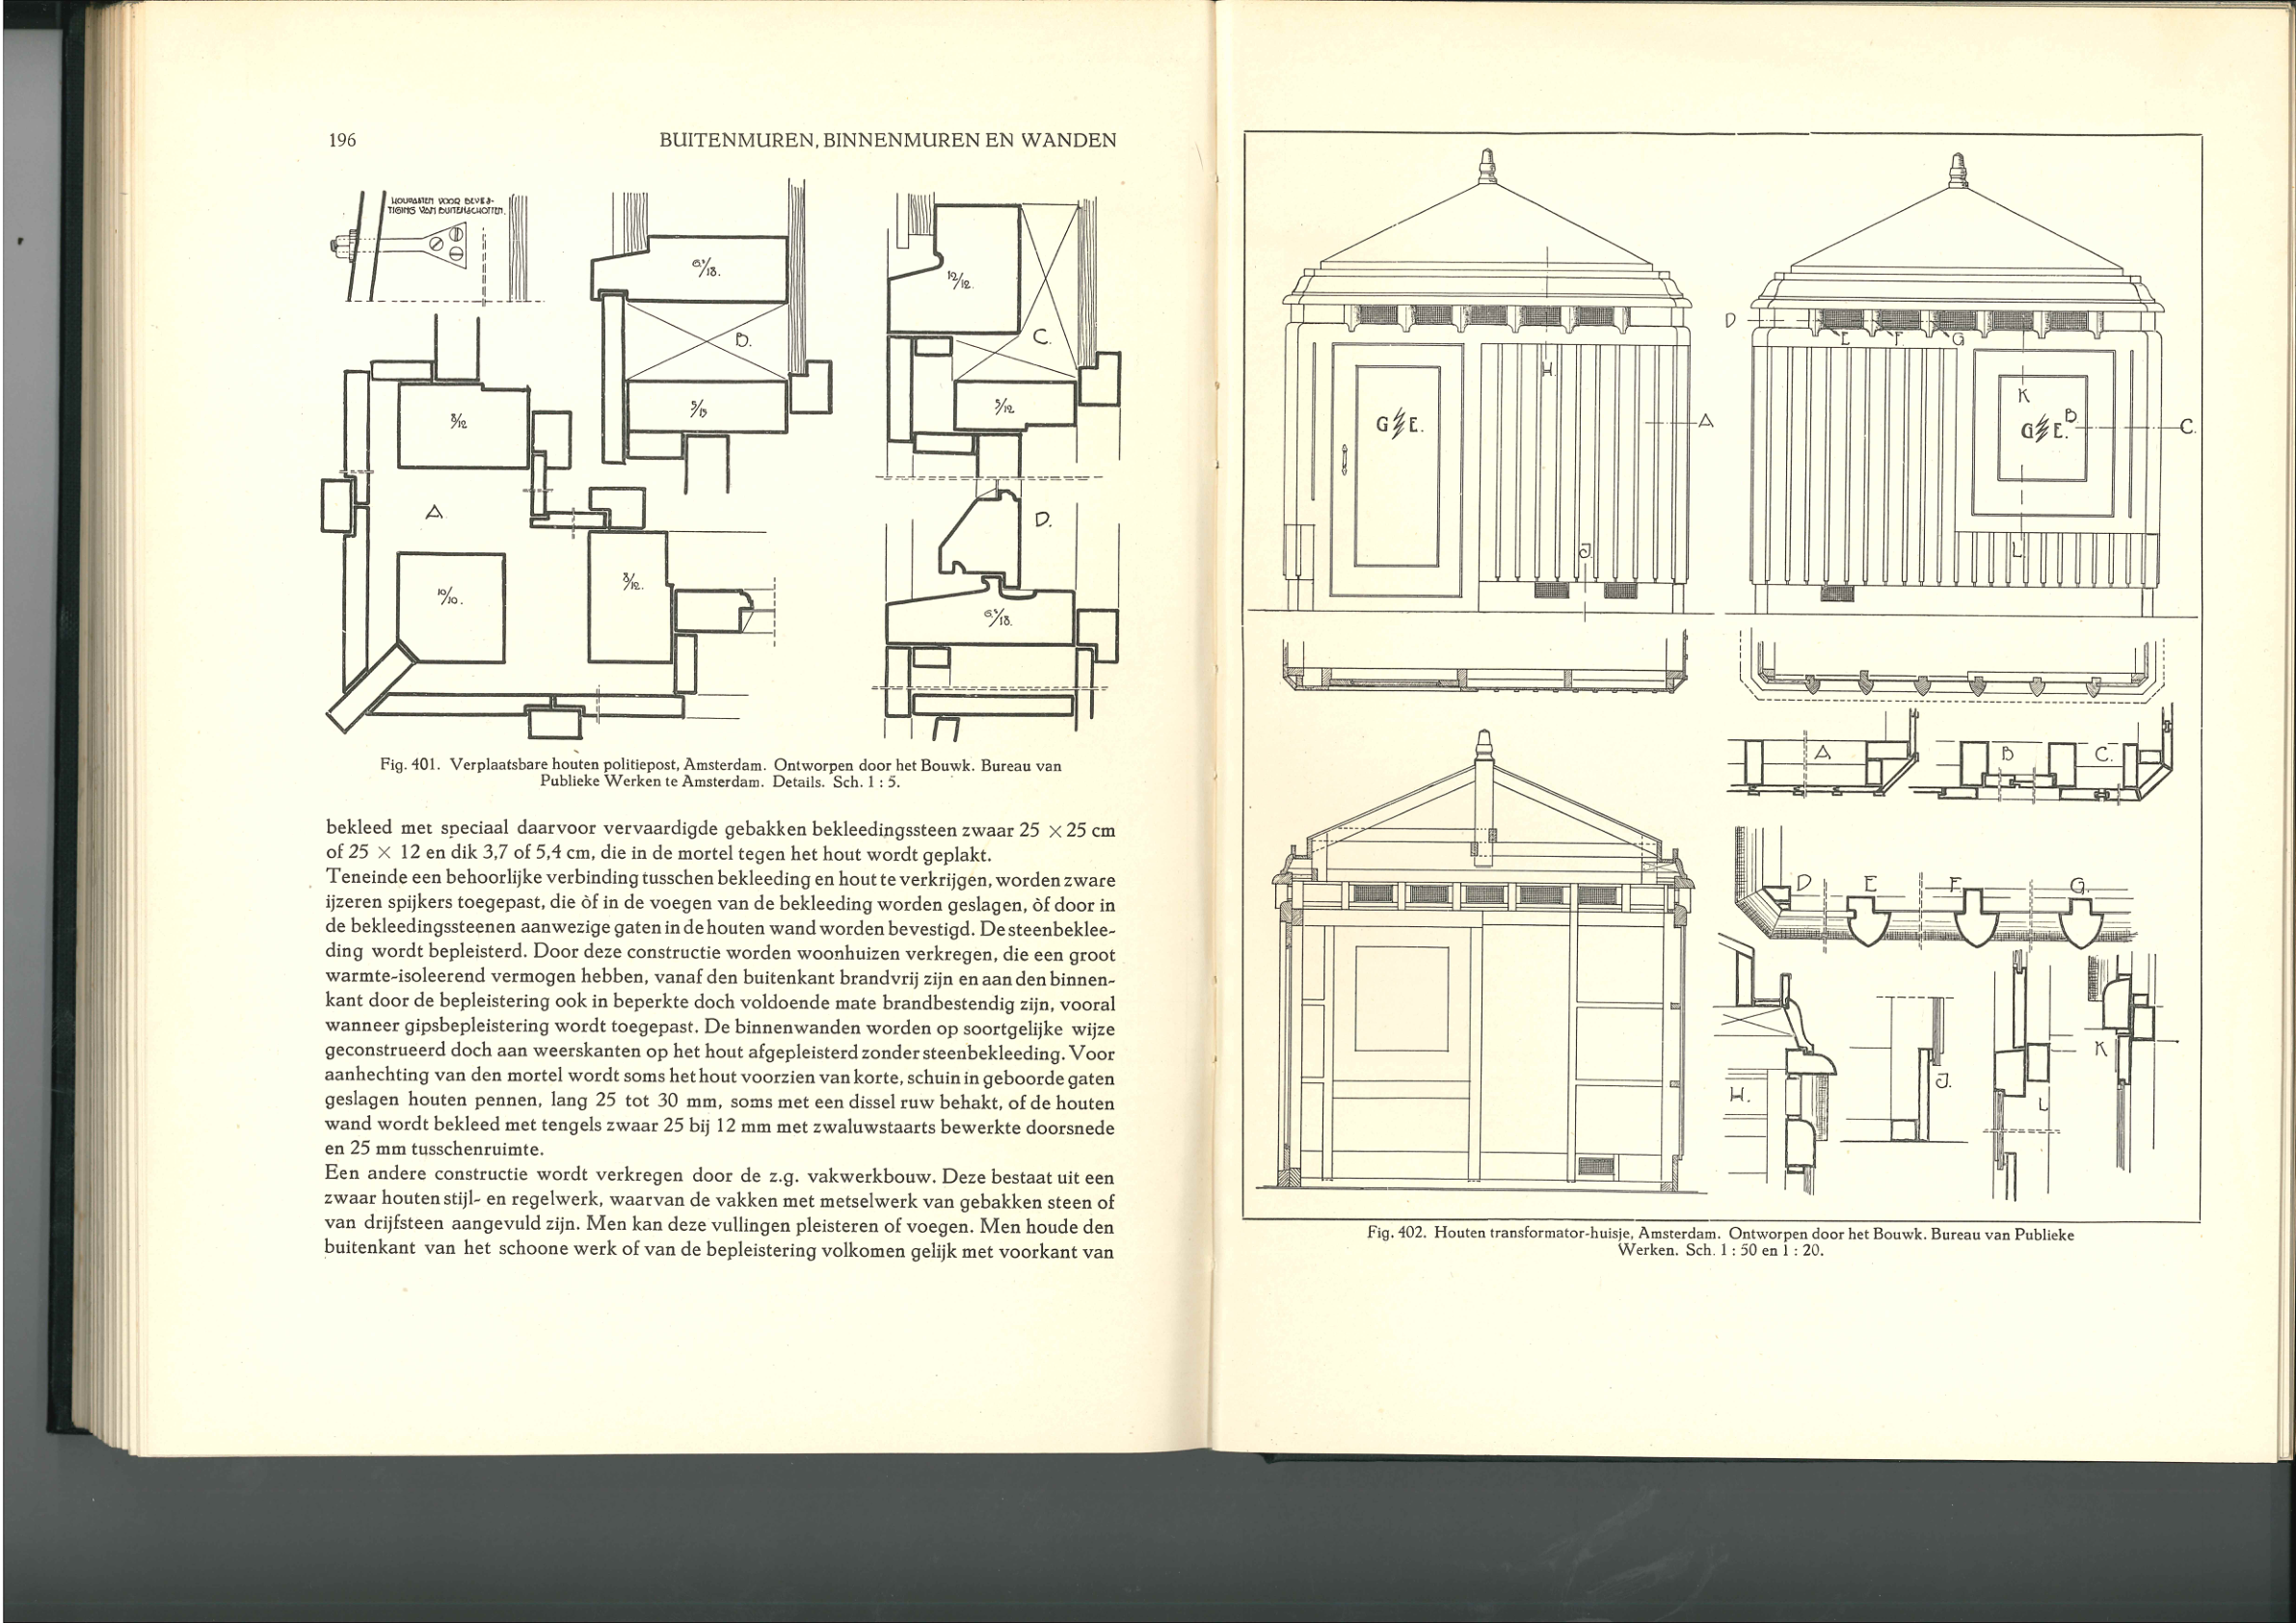 196
BUITENMUREN, BINNENMUREN EN WANDEN
HOUVASTEN VOOR BEVES-
TIGING VAN BUITENSCHOTTEN.
6⁵/18.
B.
5/15
12/12.
C.
5/12
8/12
A.
10/10.
8/12.
D.
6⁵/18.
Fig. 401. Verplaatsbare houten politiepost, Amsterdam. Ontworpen door het Bouwk. Bureau van
Publieke Werken te Amsterdam. Details. Sch. 1 : 5.
bekleed met speciaal daarvoor vervaardigde gebakken bekleedingssteen zwaar 25 × 25 cm
of 25 × 12 en dik 3,7 of 5,4 cm, die in de mortel tegen het hout wordt geplakt.
Teneinde een behoorlijke verbinding tusschen bekleeding en hout te verkrijgen, worden zware
ijzeren spijkers toegepast, die òf in de voegen van de bekleeding worden geslagen, òf door in
de bekleedingssteenen aanwezige gaten in de houten wand worden bevestigd. De steenbeklee-
ding wordt bepleisterd. Door deze constructie worden woonhuizen verkregen, die een groot
warmte-isoleerend vermogen hebben, vanaf den buitenkant brandvrij zijn en aan den binnen-
kant door de bepleistering ook in beperkte doch voldoende mate brandbestendig zijn, vooral
wanneer gipsbepleistering wordt toegepast. De binnenwanden worden op soortgelijke wijze
geconstrueerd doch aan weerskanten op het hout afgepleisterd zonder steenbekleeding. Voor
aanhechting van den mortel wordt soms het hout voorzien van korte, schuin in geboorde gaten
geslagen houten pennen, lang 25 tot 30 mm, soms met een dissel ruw behakt, of de houten
wand wordt bekleed met tengels zwaar 25 bij 12 mm met zwaluwstaarts bewerkte doorsnede
en 25 mm tusschenruimte.
Een andere constructie wordt verkregen door de z.g. vakwerkbouw. Deze bestaat uit een
zwaar houten stijl- en regelwerk, waarvan de vakken met metselwerk van gebakken steen of
van drijfsteen aangevuld zijn. Men kan deze vullingen pleisteren of voegen. Men houde den
buitenkant van het schoone werk of van de bepleistering volkomen gelijk met voorkant van
D
E
F.
G
H.
K
G E.
A
G E.
B
C.
J
L
A
B
C.
D
E
F.
G.
H.
J.
L
K
Fig. 402. Houten transformator-huisje, Amsterdam. Ontworpen door het Bouwk. Bureau van Publieke
Werken. Sch. 1 : 50 en 1 : 20.